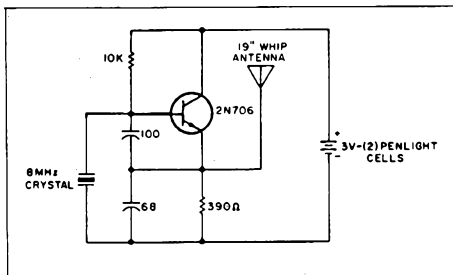 19" WHIP
ANTENNA
10K
2N706
100
+
3V-(2) PENLIGHT
CELLS
-
8MHz
CRYSTAL
68
390Ω